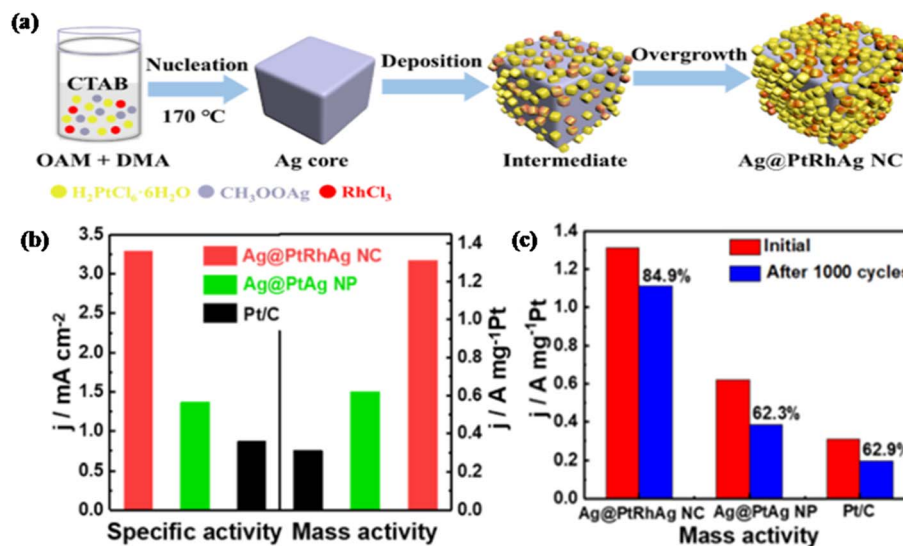 (a)
CTAB
OAM + DMA
Nucleation
170 °C
Ag core
Deposition
Intermediate
Overgrowth
Ag@PtRhAg NC
H₂PtCl₆·6H₂O CH₃OOAg RhCl₃
(b)
j / mA cm⁻²
3.5
3.0
2.5
2.0
1.5
1.0
0.5
0.0
Ag@PtRhAg NC
Ag@PtAg NP
Pt/C
1.4
1.2
1.0
0.8
0.6
0.4
0.2
0.0
j / A mg⁻¹Pt
Specific activity Mass activity
(c)
j / A mg⁻¹Pt
1.4
1.2
1.0
0.8
0.6
0.4
0.2
0.0
Initial
After 1000 cycles
84.9%
62.3%
62.9%
Ag@PtRhAg NC Ag@PtAg NP Pt/C
Mass activity